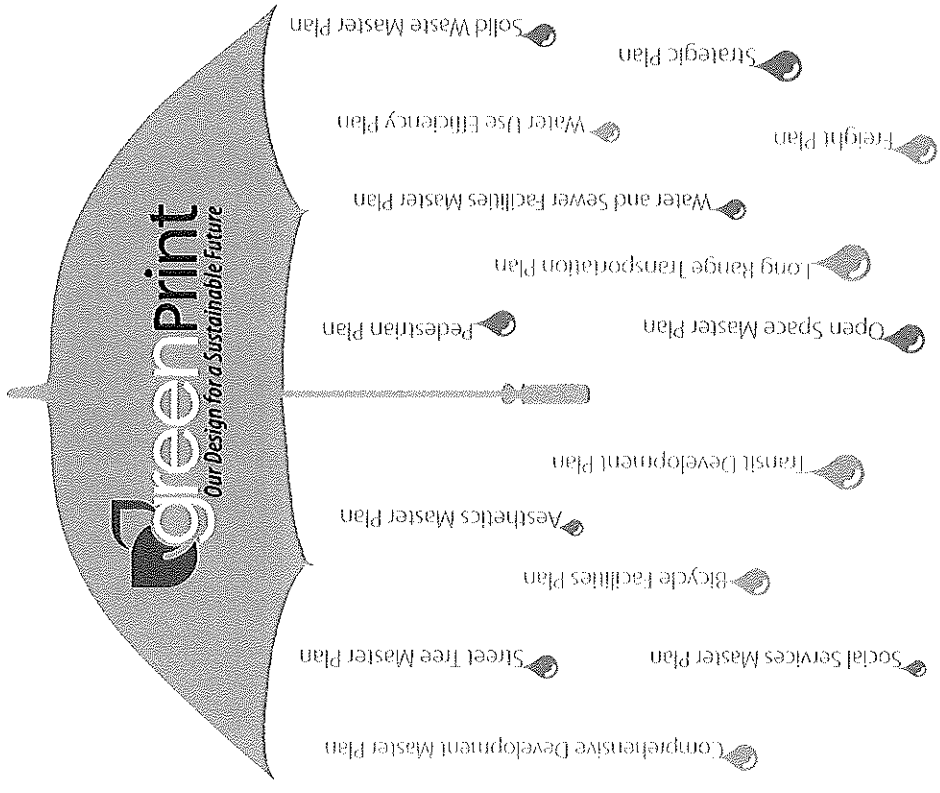 greenPrint
Our Design for a Sustainable Future
Solid Waste Master Plan
Strategic Plan
Water Use Efficiency Plan
Freight Plan
Water and Sewer Facilities Master Plan
Long Range Transportation Plan
Pedestrian Plan
Open Space Master Plan
Transit Development Plan
Aesthetics Master Plan
Bicycle Facilities Plan
Street Tree Master Plan
Social Services Master Plan
Comprehensive Development Master Plan